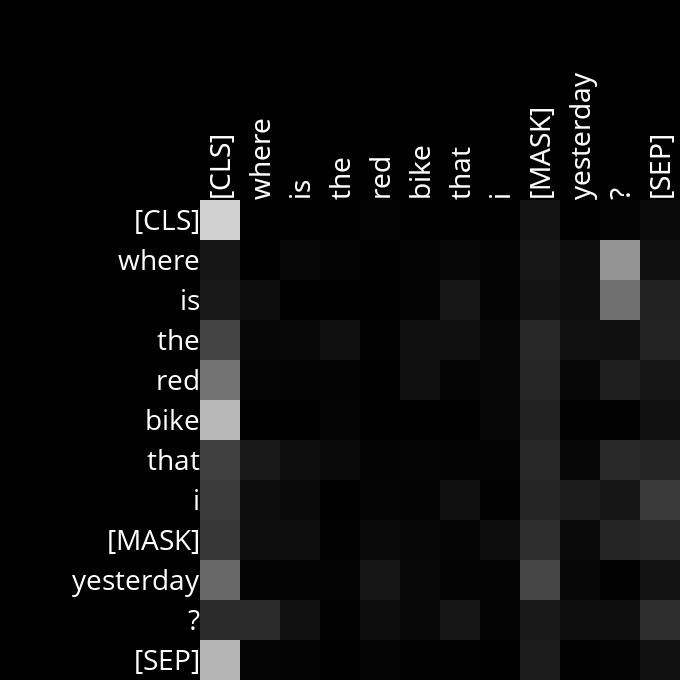 [CLS] where is the red bike that i [MASK] yesterday ? [SEP]
[CLS]
where
is
the
red
bike
that
i
[MASK]
yesterday
?
[SEP]